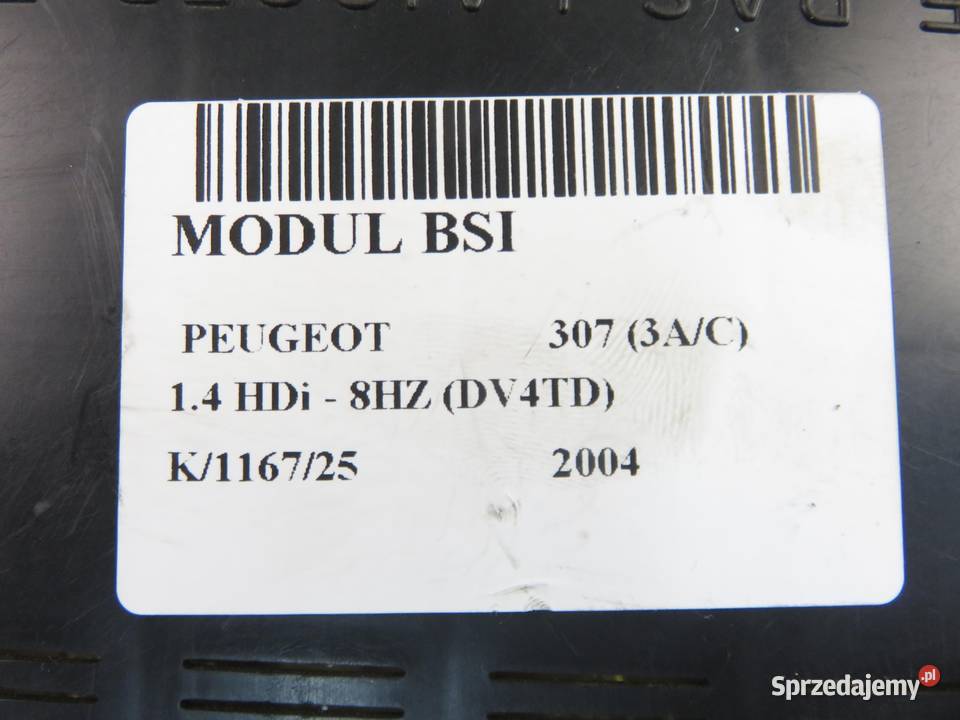 MODUL BSI
PEUGEOT 307 (3A/C)
1.4 HDi - 8HZ (DV4TD)
K/1167/25 2004
Sprzedajemy.pl